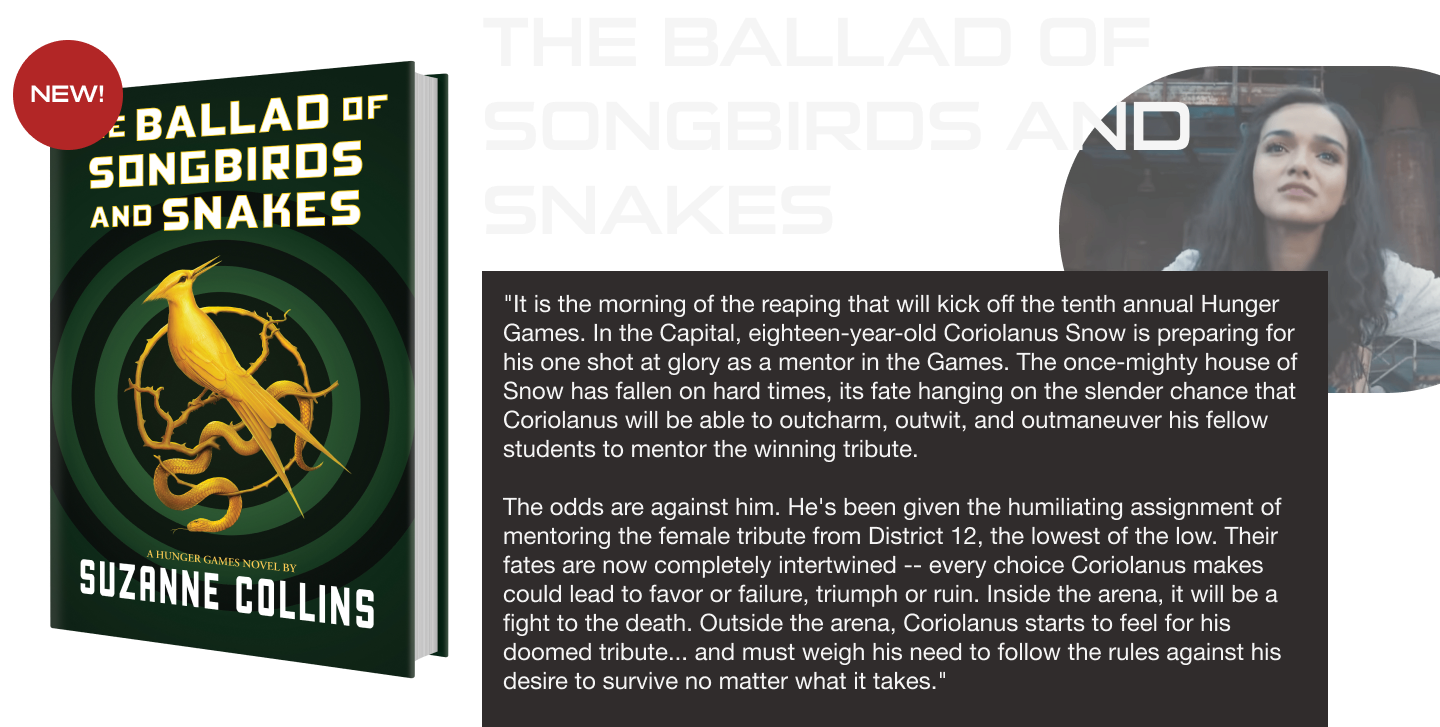 NEW!
THE BALLAD OF
SONGBIRDS
AND SNAKES
A HUNGER GAMES NOVEL BY
SUZANNE COLLINS
THE BALLAD OF
SONGBIRDS AND
SNAKES
"It is the morning of the reaping that will kick off the tenth annual Hunger
Games. In the Capital, eighteen-year-old Coriolanus Snow is preparing for
his one shot at glory as a mentor in the Games. The once-mighty house of
Snow has fallen on hard times, its fate hanging on the slender chance that
Coriolanus will be able to outcharm, outwit, and outmaneuver his fellow
students to mentor the winning tribute.
The odds are against him. He's been given the humiliating assignment of
mentoring the female tribute from District 12, the lowest of the low. Their
fates are now completely intertwined -- every choice Coriolanus makes
could lead to favor or failure, triumph or ruin. Inside the arena, it will be a
fight to the death. Outside the arena, Coriolanus starts to feel for his
doomed tribute... and must weigh his need to follow the rules against his
desire to survive no matter what it takes."